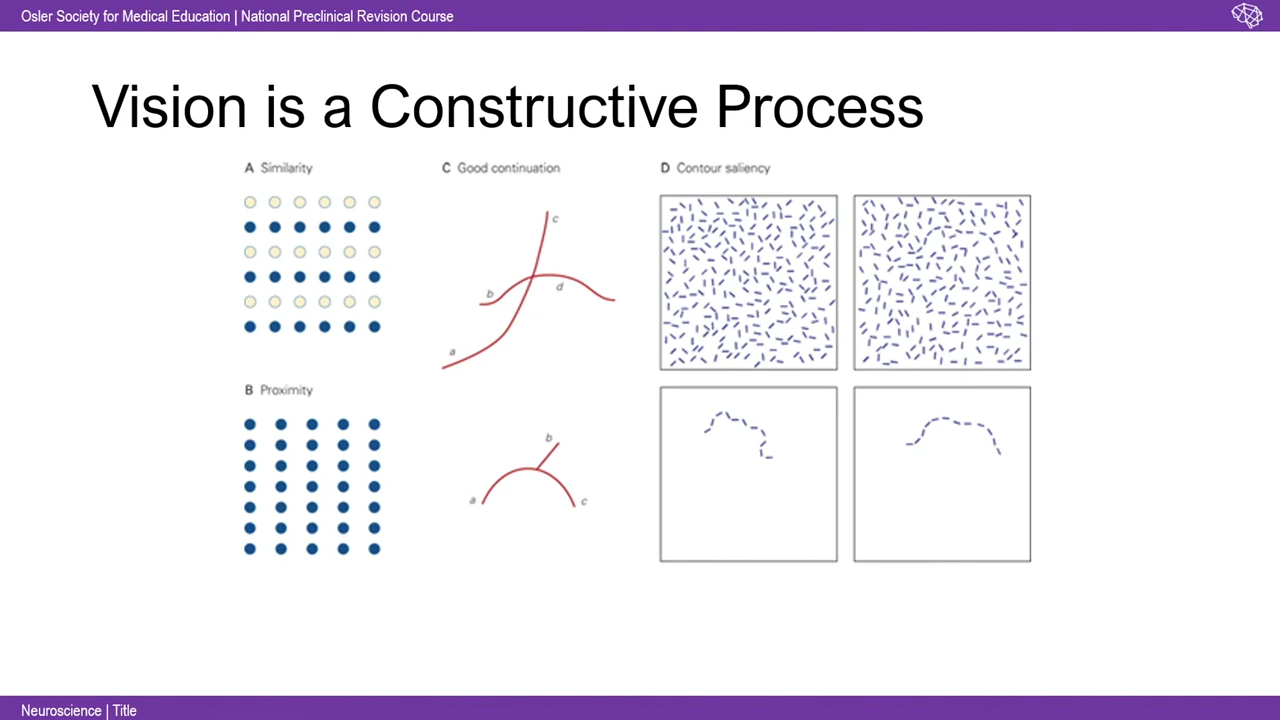 Osler Society for Medical Education | National Preclinical Revision Course
Vision is a Constructive Process
A Similarity
C Good continuation
D Contour saliency
c
b
d
a
B Proximity
b
a
c
Neuroscience | Title